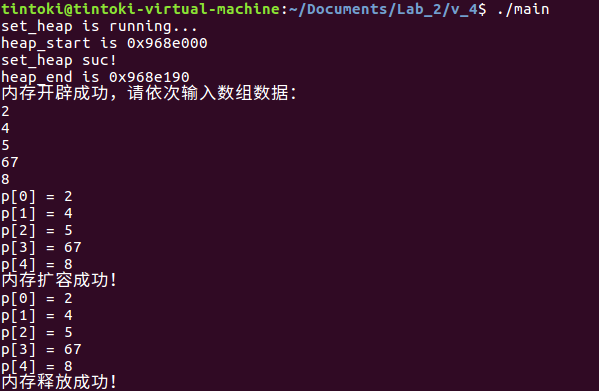 tintoki@tintoki-virtual-machine:~/Documents/Lab_2/v_4$ ./main
set_heap is running...
heap_start is 0x968e000
set_heap suc!
heap_end is 0x968e190
内存开辟成功，请依次输入数组数据：
2
4
5
67
8
p[0] = 2
p[1] = 4
p[2] = 5
p[3] = 67
p[4] = 8
内存扩容成功！
p[0] = 2
p[1] = 4
p[2] = 5
p[3] = 67
p[4] = 8
内存释放成功！